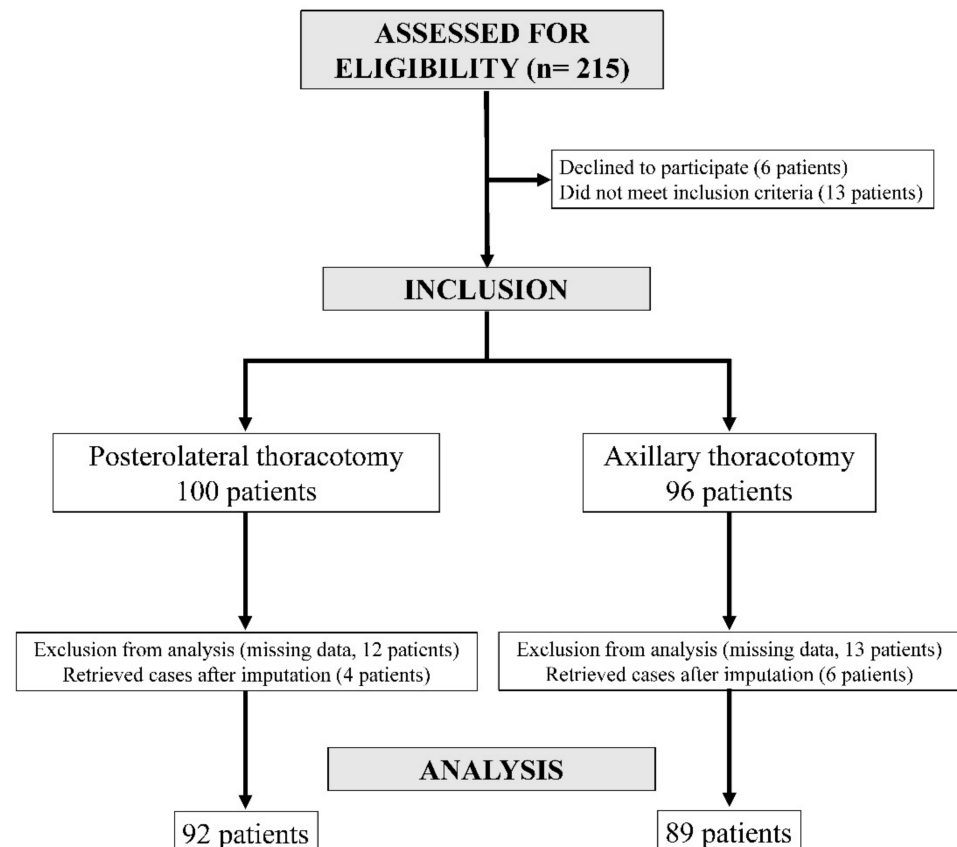 ASSESSED FOR
ELIGIBILITY (n= 215)
Declined to participate (6 patients)
Did not meet inclusion criteria (13 patients)
INCLUSION
Posterolateral thoracotomy
100 patients
Axillary thoracotomy
96 patients
Exclusion from analysis (missing data, 12 patients)
Retrieved cases after imputation (4 patients)
Exclusion from analysis (missing data, 13 patients)
Retrieved cases after imputation (6 patients)
ANALYSIS
92 patients
89 patients